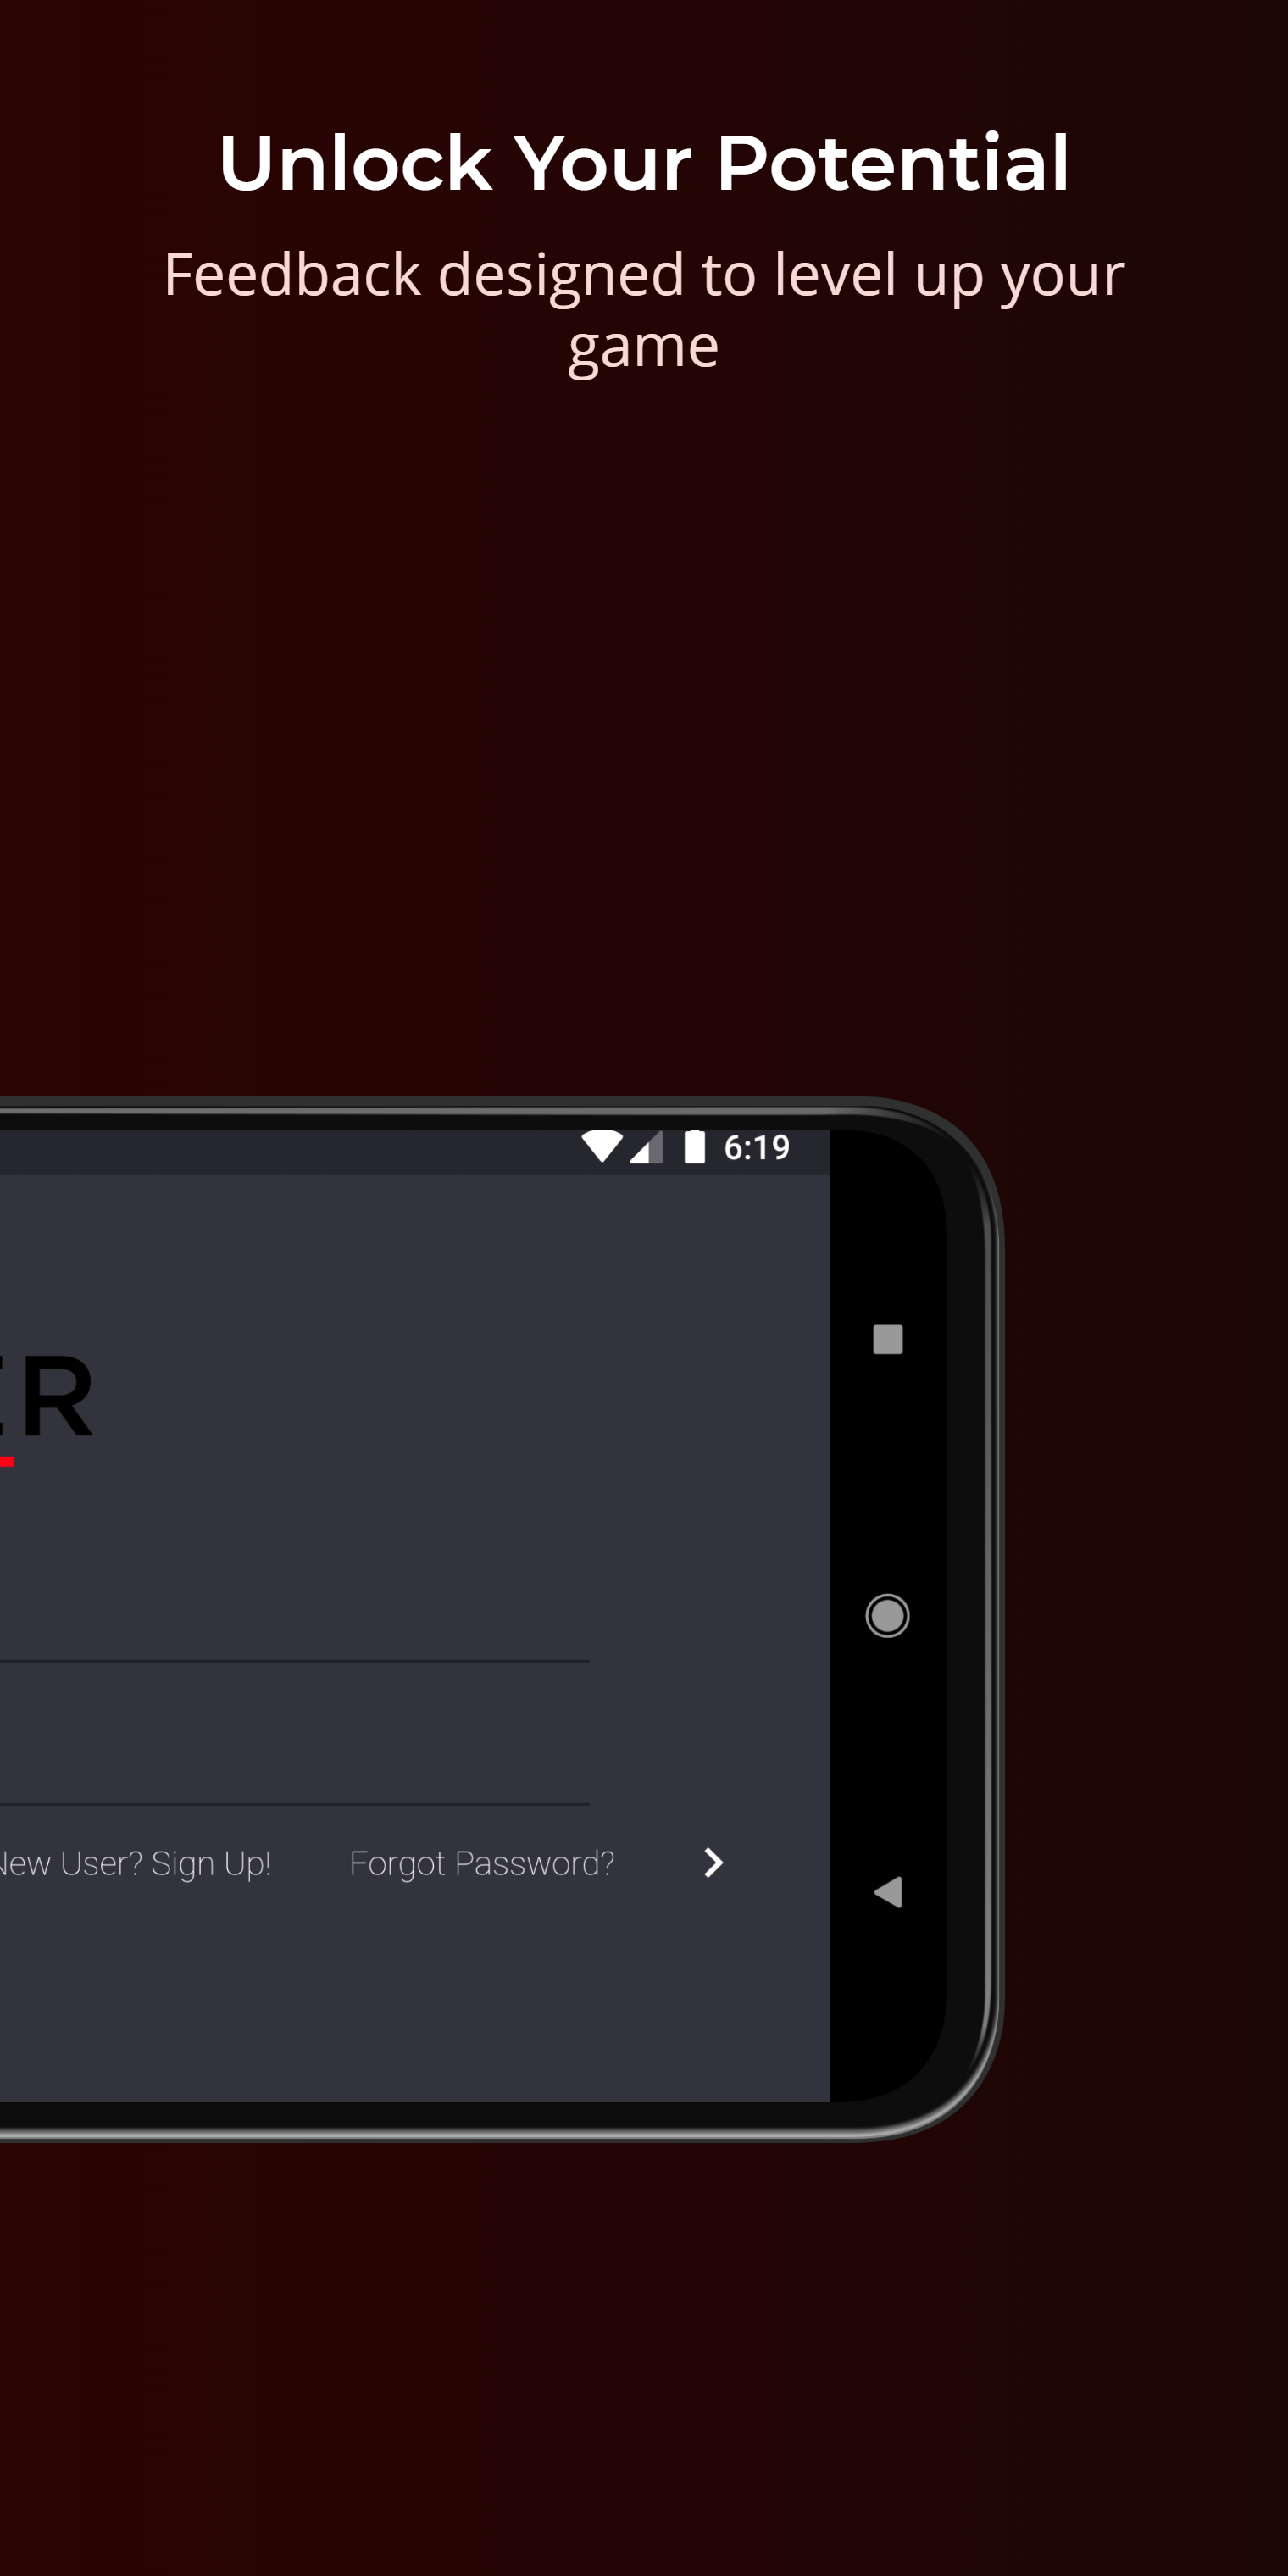 Unlock Your Potential
Feedback designed to level up your
game
6:19
ER
New User? Sign Up!
Forgot Password?